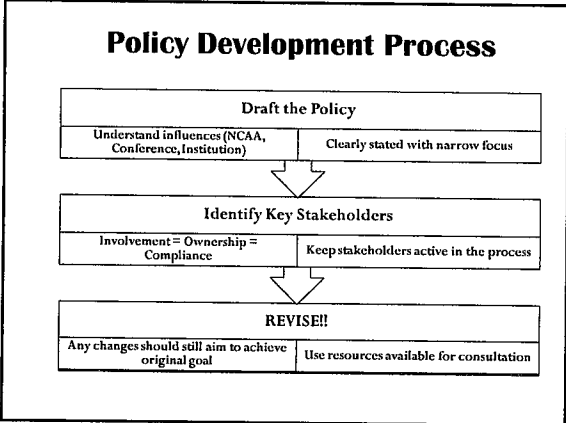 Policy Development Process
Draft the Policy
Understand influences (NCAA,
Conference, Institution)
Clearly stated with narrow focus
Identify Key Stakeholders
Involvement = Ownership =
Compliance
Keep stakeholders active in the process
REVISE!!
Any changes should still aim to achieve
original goal
Use resources available for consultation